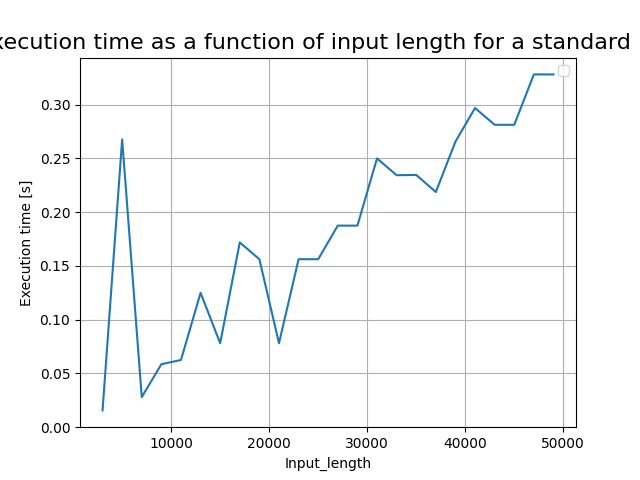 execution time as a function of input length for a standard
0.30
0.25
0.20
0.15
0.10
0.05
0.00
Execution time [s]
10000 20000 30000 40000 50000
Input_length